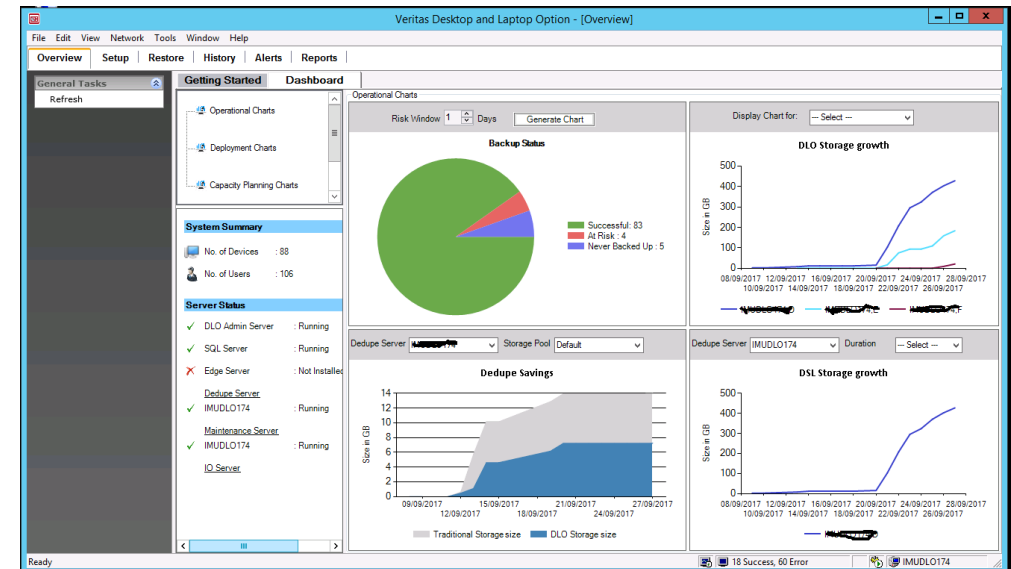 Veritas Desktop and Laptop Option - [Overview]
File Edit View Network Tools Window Help
Overview Setup Restore History Alerts Reports
General Tasks
Refresh
Getting Started Dashboard
Operational Charts
Deployment Charts
Capacity Planning Charts
System Summary
No. of Devices : 88
No. of Users : 106
Server Status
DLO Admin Server : Running
SQL Server : Running
Edge Server : Not Installed
Dedupe Server
IMUDLO174 : Running
Maintenance Server
IMUDLO174 : Running
IO Server
Operational Charts
Risk Window 1 Days Generate Chart
Backup Status
Successful: 83
At Risk : 4
Never Backed Up : 5
Display Chart for: -- Select --
DLO Storage growth
Size in GB
500
400
300
200
100
0
08/09/2017 12/09/2017 16/09/2017 20/09/2017 24/09/2017 28/09/2017
10/09/2017 14/09/2017 18/09/2017 22/09/2017 26/09/2017
Dedupe Server Storage Pool Default
Dedupe Savings
Size in GB
14
12
10
8
6
4
2
0
09/09/2017 15/09/2017 21/09/2017 27/09/2017
12/09/2017 18/09/2017 24/09/2017
Traditional Storage size DLO Storage size
Dedupe Server IMUDLO174 Duration -- Select --
DSL Storage growth
Size in GB
500
400
300
200
100
0
08/09/2017 12/09/2017 16/09/2017 20/09/2017 24/09/2017 28/09/2017
10/09/2017 14/09/2017 18/09/2017 22/09/2017 26/09/2017
Ready
18 Success, 60 Error
IMUDLO174